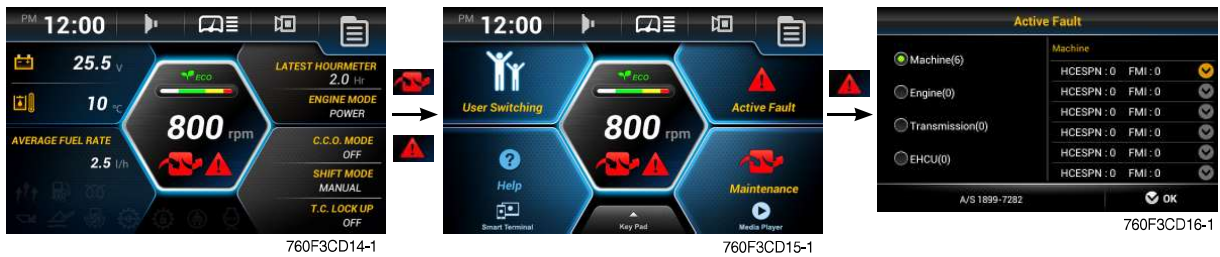 PM 12:00
25.5 V
10 ℃
AVERAGE FUEL RATE
2.5 l/h
ECO
800 rpm
LATEST HOURMETER
2.0 Hr
ENGINE MODE
POWER
C.C.O. MODE
OFF
SHIFT MODE
MANUAL
T.C. LOCK UP
OFF
760F3CD14-1
PM 12:00
User Switching
Active Fault
ECO
800 rpm
Help
Maintenance
Smart Terminal
Key Pad
Media Player
760F3CD15-1
Active Fault
Machine(6)
Engine(0)
Transmission(0)
EHCU(0)
Machine
HCESPN : 0 FMI : 0
HCESPN : 0 FMI : 0
HCESPN : 0 FMI : 0
HCESPN : 0 FMI : 0
HCESPN : 0 FMI : 0
HCESPN : 0 FMI : 0
A/S 1899-7282
OK
760F3CD16-1